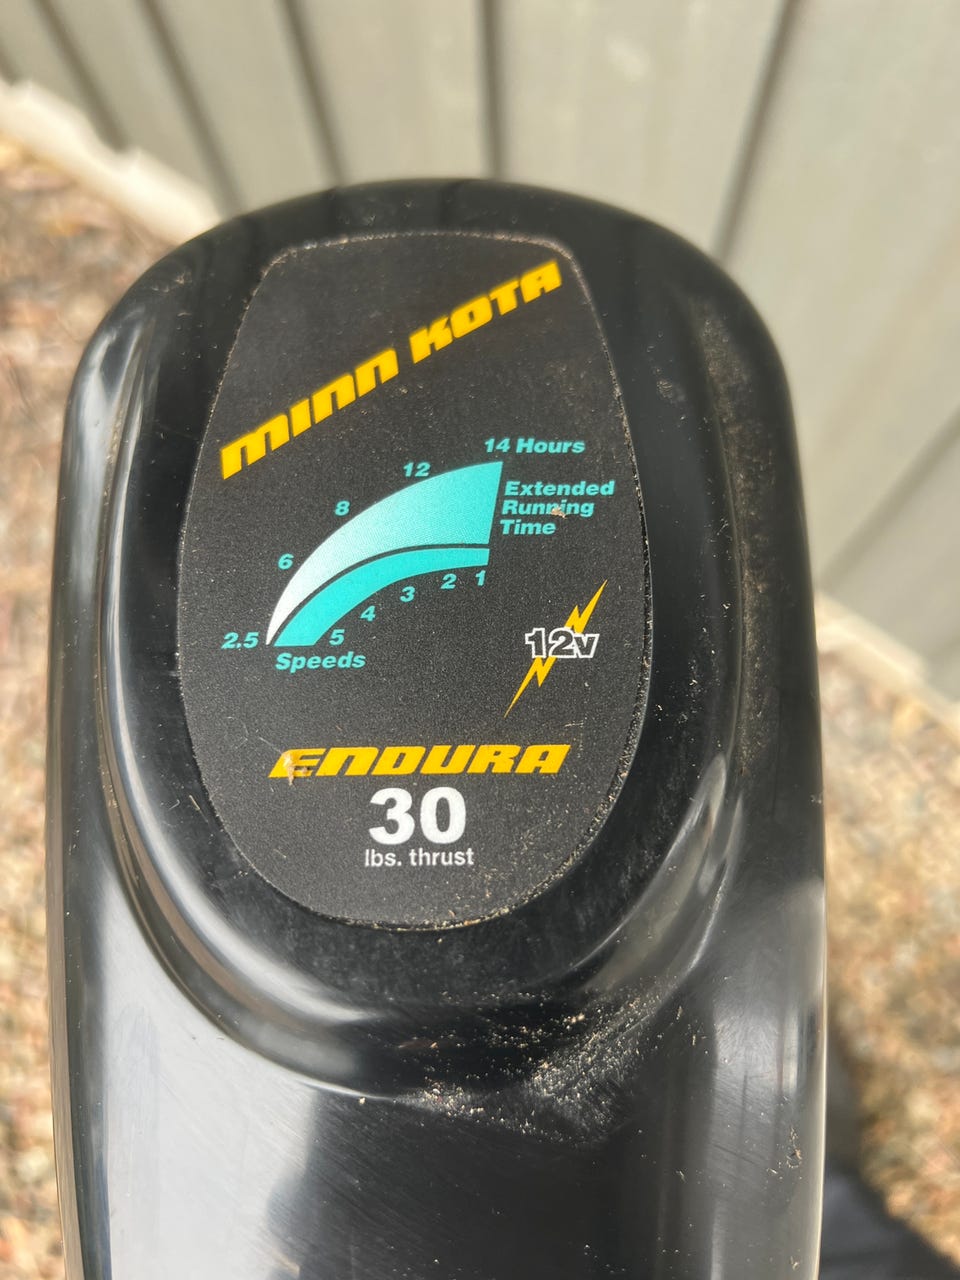 MINN KOTA
14 Hours
12
8
6
2.5
Extended
Running
Time
1
2
3
4
5
Speeds
12v
ENDURA
30
lbs. thrust